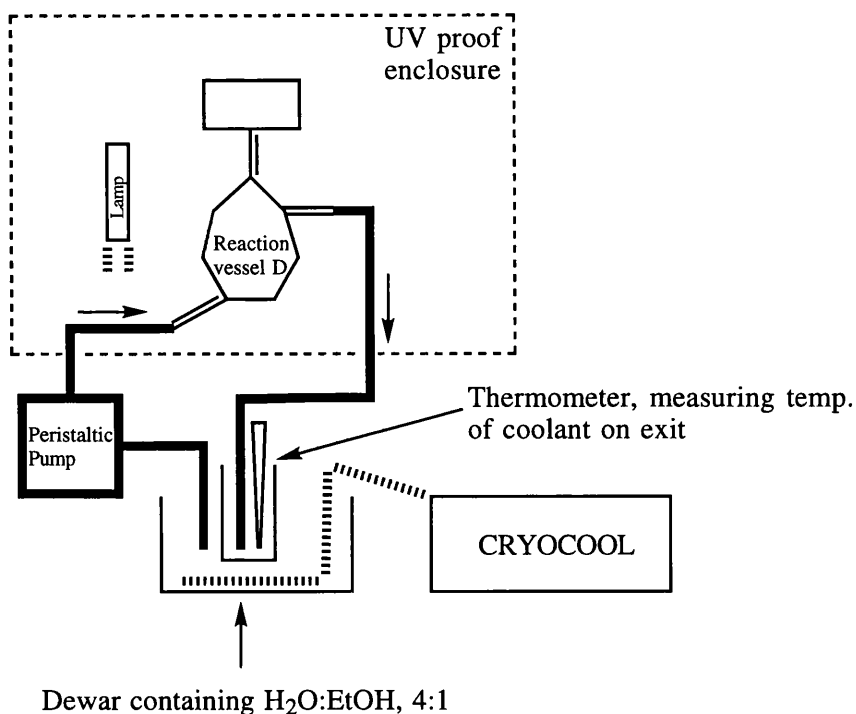 UV proof
enclosure
Lamp
Reaction
vessel D
Peristaltic
Pump
Thermometer, measuring temp.
of coolant on exit
CRYOCOOL
Dewar containing H₂O:EtOH, 4:1